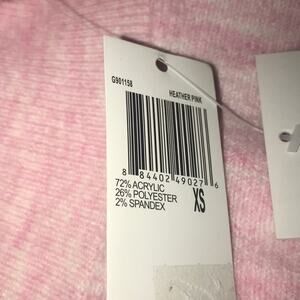 G901158 HEATHER PINK
8 84402 49027 6
72% ACRYLIC
26% POLYESTER
2% SPANDEX
XS